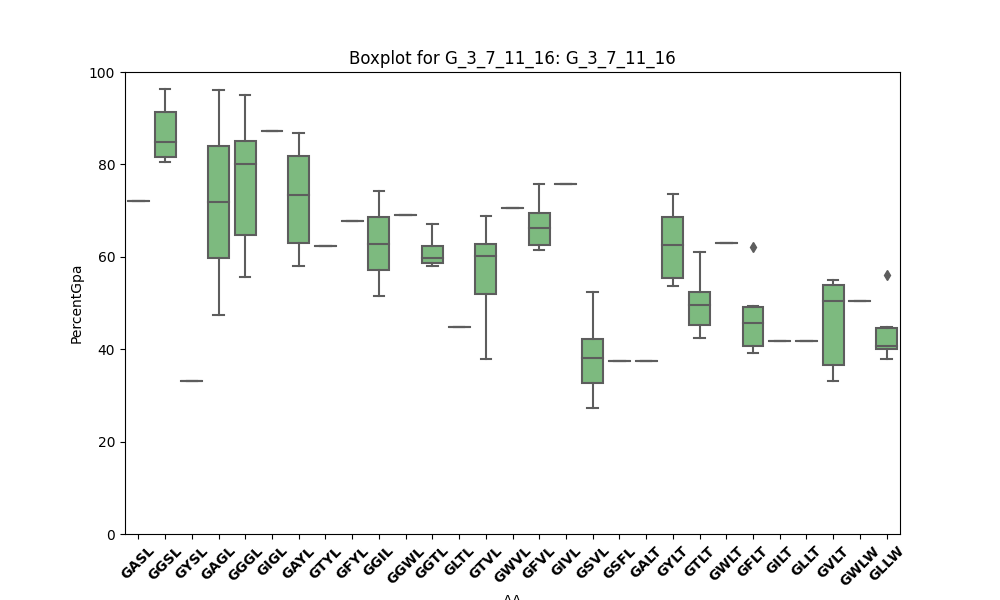 Boxplot for G_3_7_11_16: G_3_7_11_16
PercentGpa
100
80
60
40
20
0
GASL
GGSL
GYSL
GAGL
GGGL
GIGL
GAYL
GTYL
GFYL
GGIL
GGWL
GGTL
GLTL
GTVL
GWVL
GFVL
GIVL
GSVL
GSFL
GALT
GYLT
GTLT
GWLT
GFLT
GILT
GLLT
GVLT
GWLW
GLLW
AA